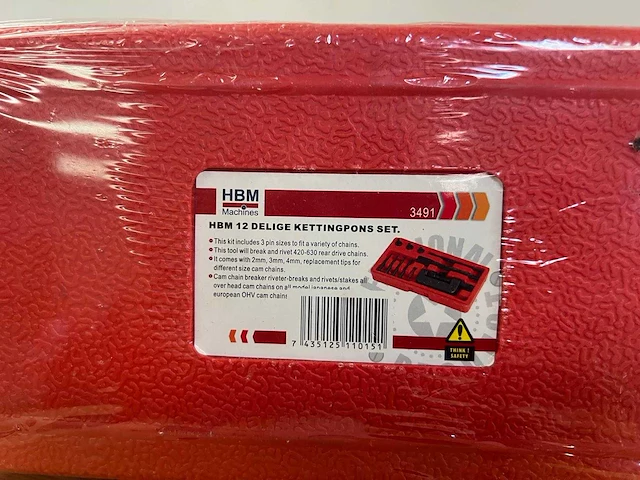 HBM
Machines
3491
HBM 12 DELIGE KETTINGPONS SET.
This kit includes 3 pin sizes to fit a variety of chains.
This tool will break and rivet 420-630 rear drive chains.
It comes with 2mm, 3mm, 4mm, replacement tips for
different size cam chains.
Cam chain breaker riveter-breaks and rivets/stakes all
over head cam chains on all model japanese and
european OHV cam chains
7 435125 110151
THINK !
SAFETY